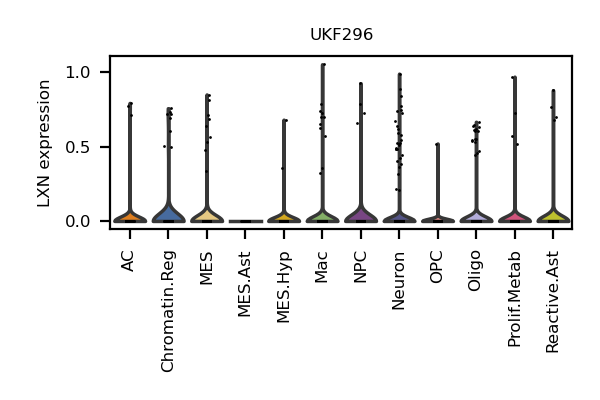 UKF296
LXN expression
1.0
0.5
0.0
AC
Chromatin.Reg
MES
MES.Ast
MES.Hyp
Mac
NPC
Neuron
OPC
Oligo
Prolif.Metab
Reactive.Ast